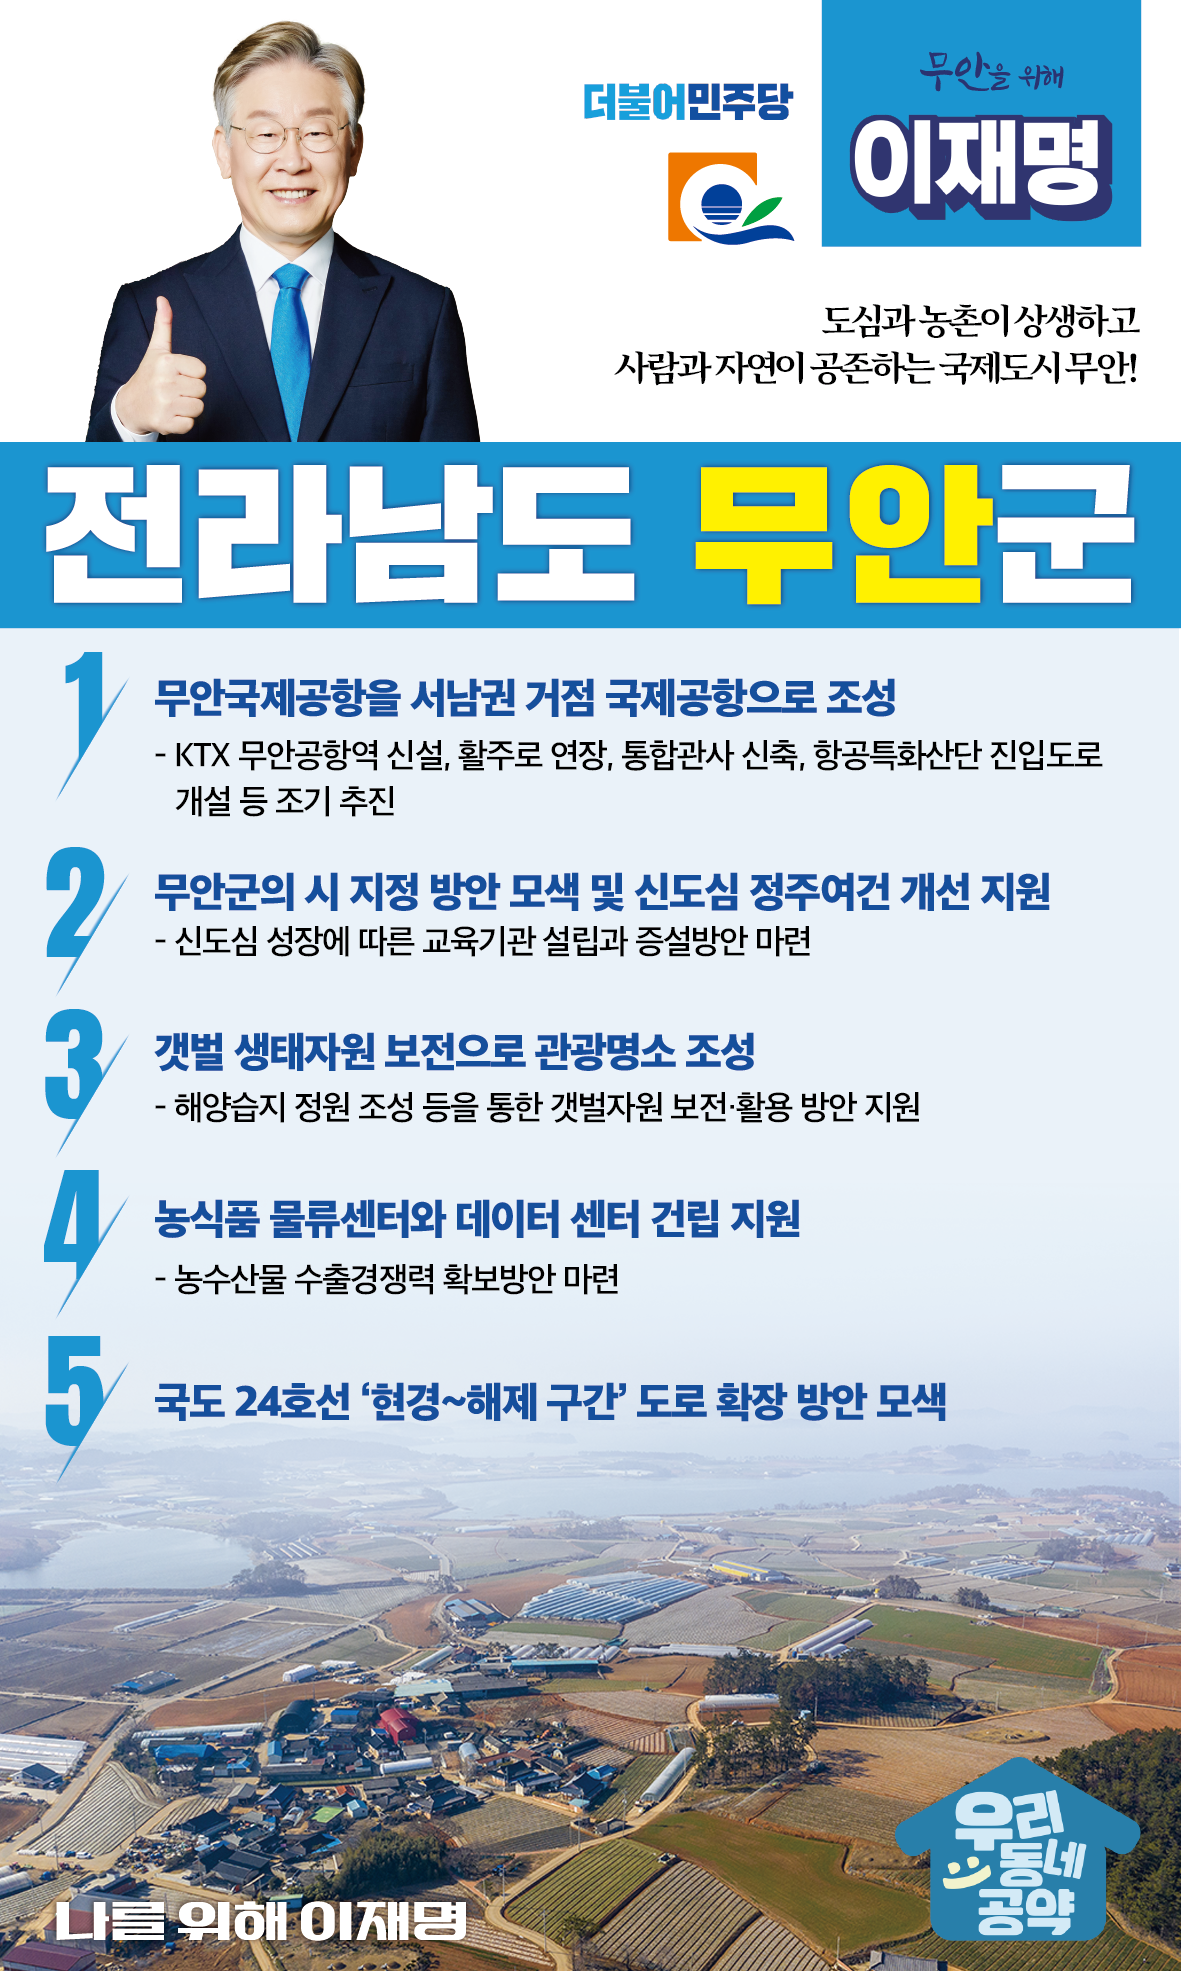 더불어민주당
무안을 위해
이재명
도심과 농촌이 상생하고
사람과 자연이 공존하는 국제도시 무안!
전라남도 무안군
1
무안국제공항을 서남권 거점 국제공항으로 조성
- KTX 무안공항역 신설, 활주로 연장, 통합관사 신축, 항공특화산단 진입도로
개설 등 조기 추진
2
무안군의 시 지정 방안 모색 및 신도심 정주여건 개선 지원
- 신도심 성장에 따른 교육기관 설립과 증설방안 마련
3
갯벌 생태자원 보전으로 관광명소 조성
- 해양습지 정원 조성 등을 통한 갯벌자원 보전·활용 방안 지원
4
농식품 물류센터와 데이터 센터 건립 지원
- 농수산물 수출경쟁력 확보방안 마련
5
국도 24호선 ‘현경~해제 구간’ 도로 확장 방안 모색
우리
동네
공약
나를 위해 이재명